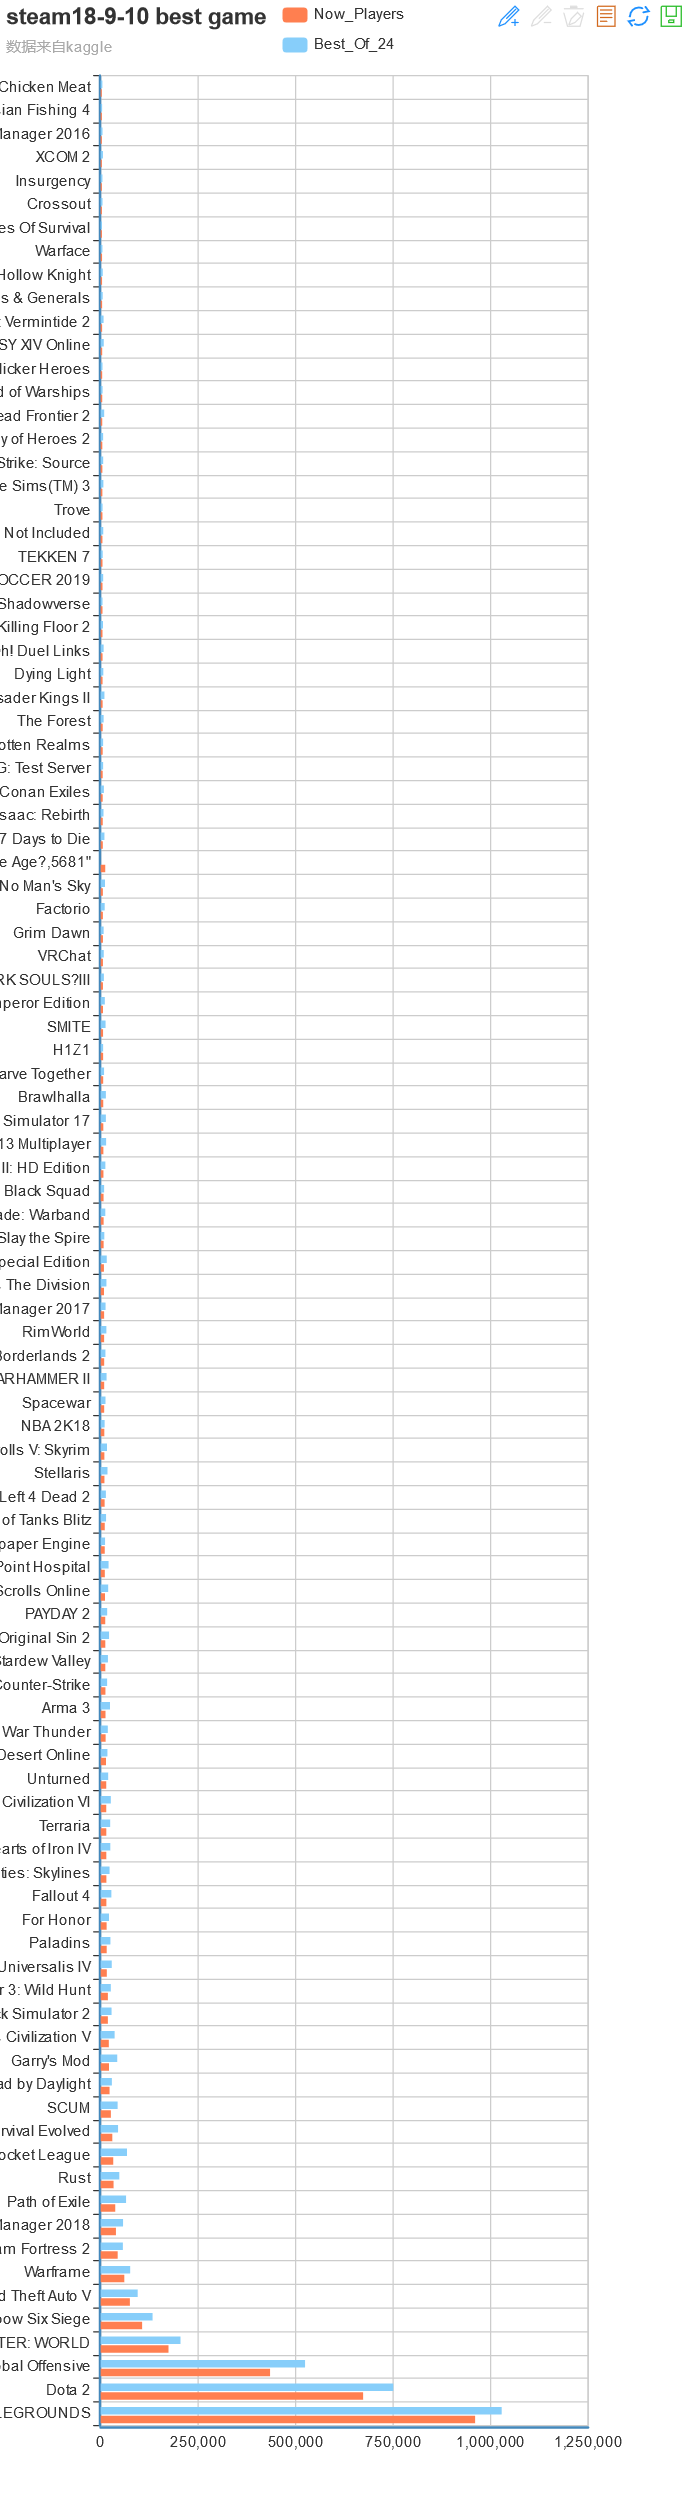 steam18-9-10 best game
数据来自kaggle
Now_Players
Best_Of_24
Chicken Meat
ian Fishing 4
Manager 2016
XCOM 2
Insurgency
Crossout
es Of Survival
Warface
Hollow Knight
s & Generals
: Vermintide 2
SY XIV Online
licker Heroes
d of Warships
ead Frontier 2
y of Heroes 2
Strike: Source
e Sims(TM) 3
Trove
Not Included
TEKKEN 7
OCCER 2019
Shadowverse
Killing Floor 2
h! Duel Links
Dying Light
sader Kings II
The Forest
otten Realms
G: Test Server
Conan Exiles
saac: Rebirth
7 Days to Die
e Age?,5681"
No Man's Sky
Factorio
Grim Dawn
VRChat
RK SOULS?III
mperor Edition
SMITE
H1Z1
arve Together
Brawlhalla
Simulator 17
13 Multiplayer
II: HD Edition
Black Squad
ade: Warband
Slay the Spire
pecial Edition
The Division
Manager 2017
RimWorld
Borderlands 2
ARHAMMER II
Spacewar
NBA 2K18
olls V: Skyrim
Stellaris
Left 4 Dead 2
of Tanks Blitz
paper Engine
Point Hospital
Scrolls Online
PAYDAY 2
Original Sin 2
Stardew Valley
Counter-Strike
Arma 3
War Thunder
Desert Online
Unturned
Civilization VI
Terraria
earts of Iron IV
ties: Skylines
Fallout 4
For Honor
Paladins
Universalis IV
r 3: Wild Hunt
ck Simulator 2
Civilization V
Garry's Mod
ad by Daylight
SCUM
rvival Evolved
ocket League
Rust
Path of Exile
Manager 2018
am Fortress 2
Warframe
d Theft Auto V
bow Six Siege
TER: WORLD
obal Offensive
Dota 2
LEGROUNDS
0 250,000 500,000 750,000 1,000,000 1,250,000